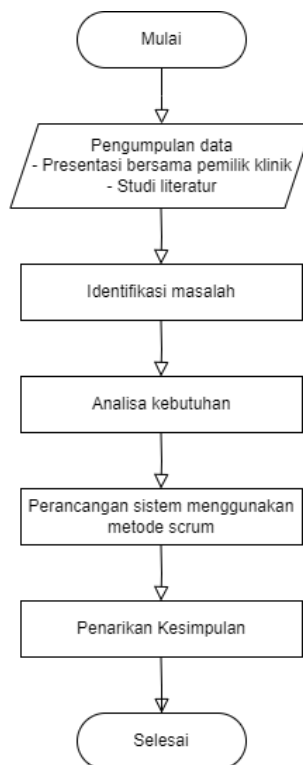 Mulai
Pengumpulan data
- Presentasi bersama pemilik klinik
- Studi literatur
Identifikasi masalah
Analisa kebutuhan
Perancangan sistem menggunakan
metode scrum
Penarikan Kesimpulan
Selesai